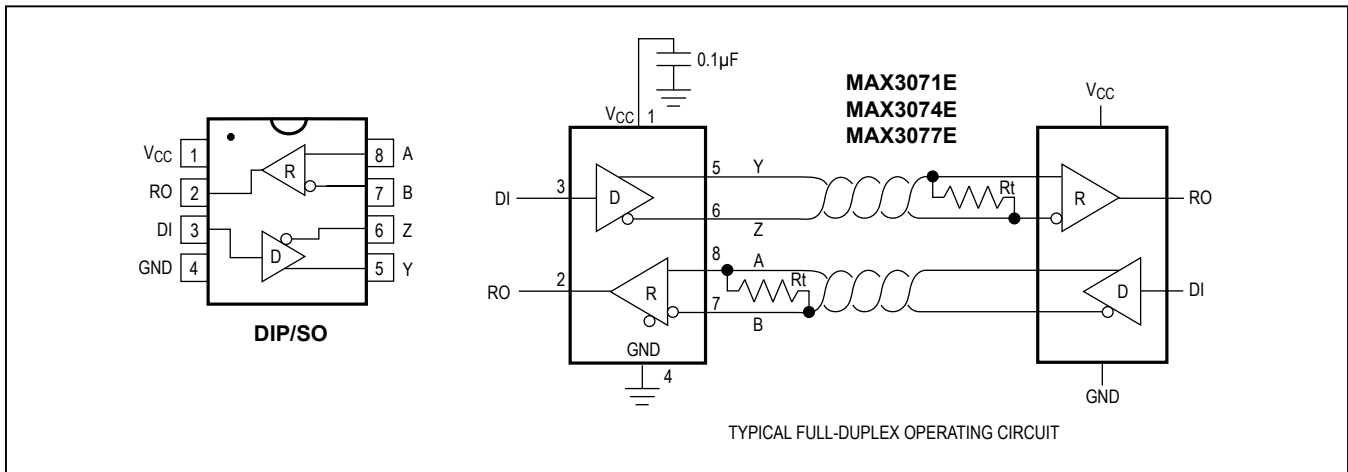 VCC 1
RO 2
DI 3
GND 4
8 A
7 B
6 Z
5 Y
R
D
DIP/SO
0.1µF
VCC 1
MAX3071E
MAX3074E
MAX3077E
VCC
DI 3
D
5 Y
6
Z
Rt
R
RO
RO 2
R
8 A
Rt
7
B
D
DI
GND
4
GND
TYPICAL FULL-DUPLEX OPERATING CIRCUIT